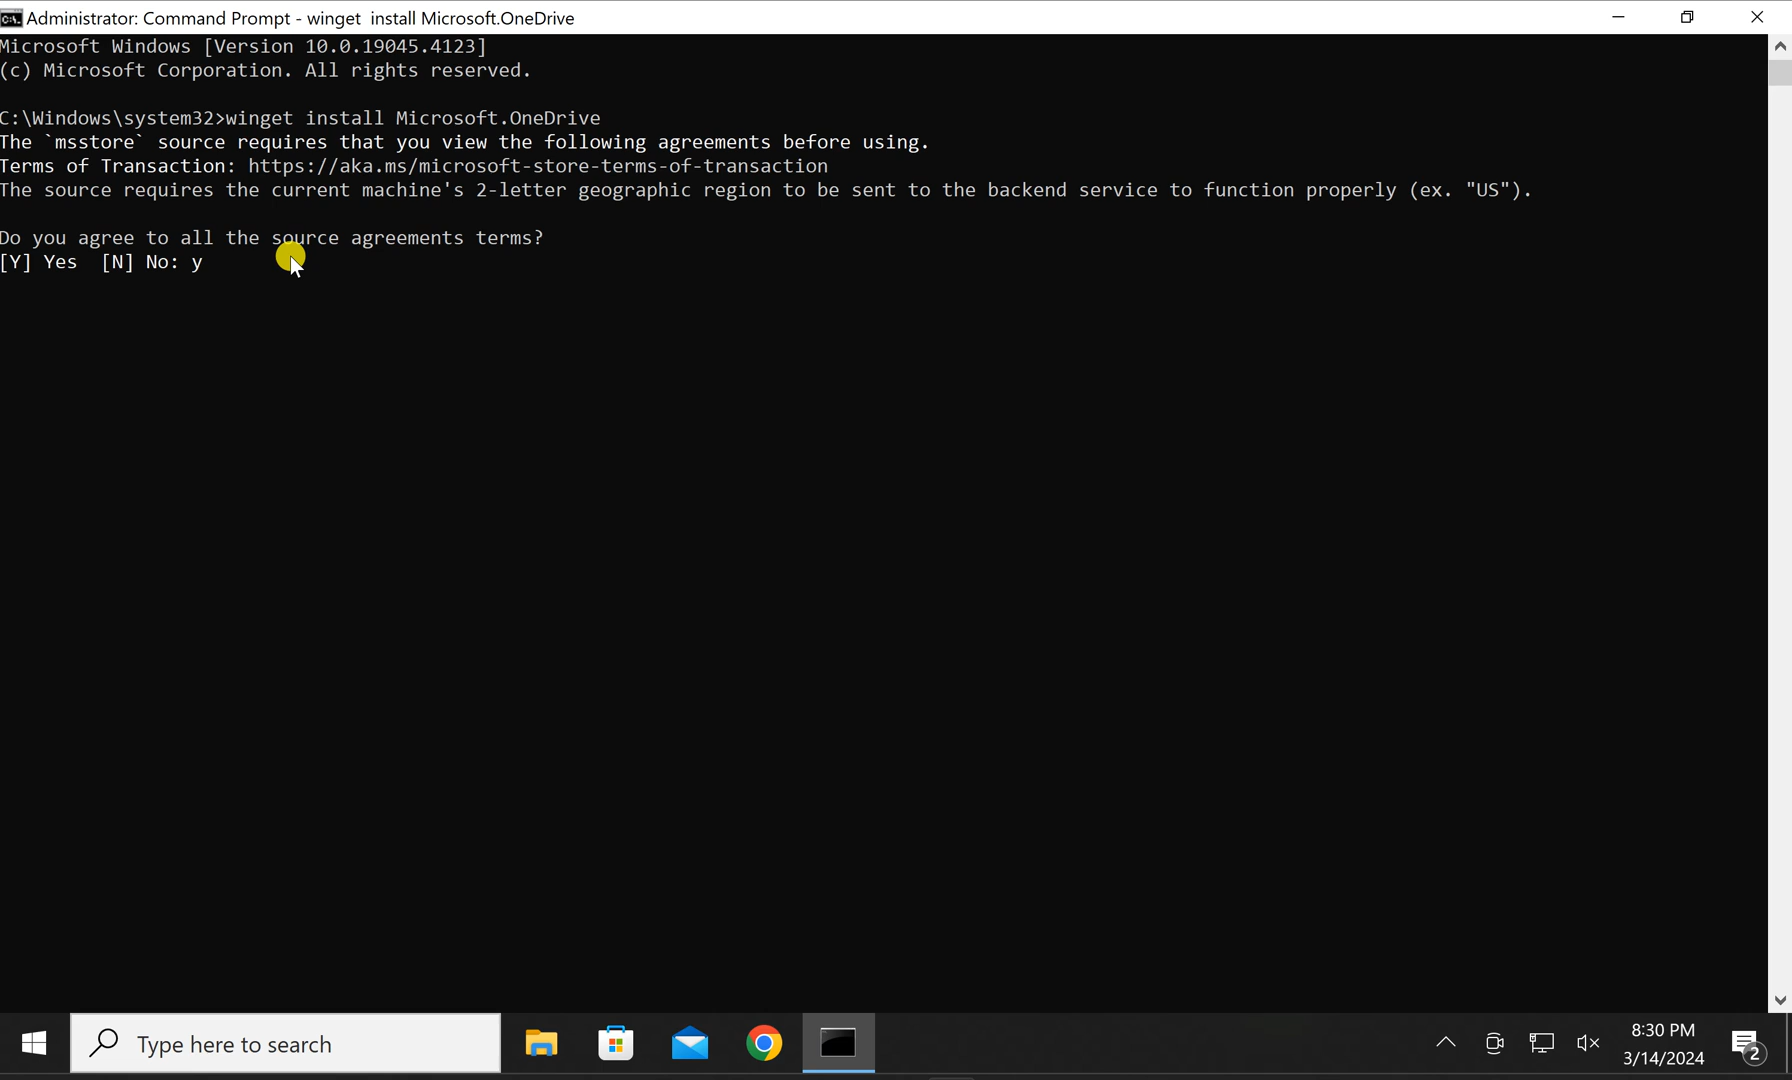 Administrator: Command Prompt - winget  install Microsoft.OneDrive
Microsoft Windows [Version 10.0.19045.4123]
(c) Microsoft Corporation. All rights reserved.
C:\Windows\system32>winget install Microsoft.OneDrive
The `msstore` source requires that you view the following agreements before using.
Terms of Transaction: https://aka.ms/microsoft-store-terms-of-transaction
The source requires the current machine's 2-letter geographic region to be sent to the backend service to function properly (ex. "US").
Do you agree to all the source agreements terms?
[Y] Yes  [N] No: y
Type here to search
8:30 PM
3/14/2024
2